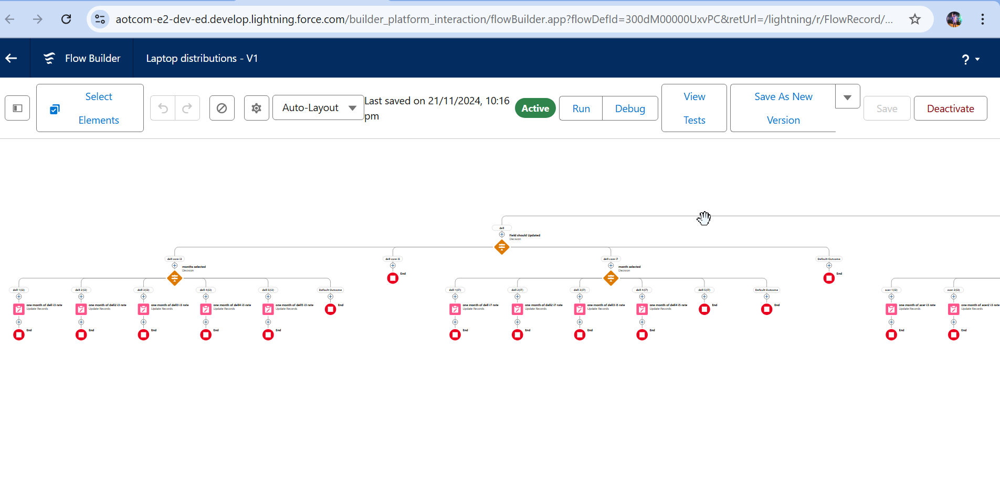 aotcom-e2-dev-ed.develop.lightning.force.com/builder_platform_interaction/flowBuilder.app?flowDefId=300dM00000UxvPC&retUrl=/lightning/r/FlowRecord/...
Flow Builder
Laptop distributions - V1
?
Select Elements
Auto-Layout
Last saved on 21/11/2024, 10:16 pm
Active
Run
Debug
View Tests
Save As New Version
Save
Deactivate
dell
Field should Updated
Decision
dell core i3
dell core i5
dell core i7
Default Outcome
months selected
Decision
End
month selected
Decision
End
dell 1(i3)
dell 2(i3)
dell 3(i3)
dell 4(i3)
dell 5(i3)
Default Outcome
dell 1(i7)
dell 2(i7)
dell 3(i7)
dell 4(i7)
dell 5(i7)
Default Outcome
acer 1(i3)
acer 2(i3)
one month of dell i3 rate
Update Records
one month of dell2 i3 rate
Update Records
one month of dell3 i3 rate
Update Records
one month of dell4 i3 rate
Update Records
one month of dell5 i3 rate
Update Records
End
one month of dell i7 rate
Update Records
one month of dell2 i7 rate
Update Records
one month of dell3 i5 rate
Update Records
one month of dell4 i5 rate
Update Records
End
End
one month of acer i3 rate
Update Records
one month of acer2 i3 rate
Update Records
End
End
End
End
End
End
End
End
End
End
End